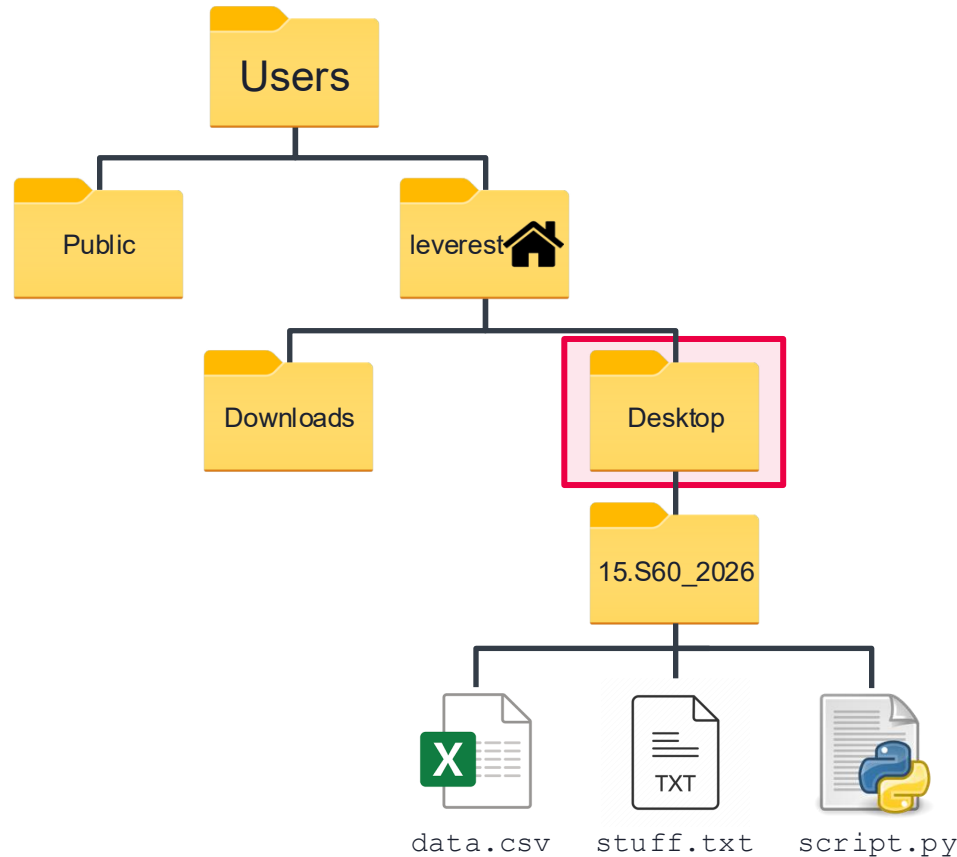 Users
Public
leverest
Downloads
Desktop
15.S60_2026
X
TXT
data.csv
stuff.txt
script.py